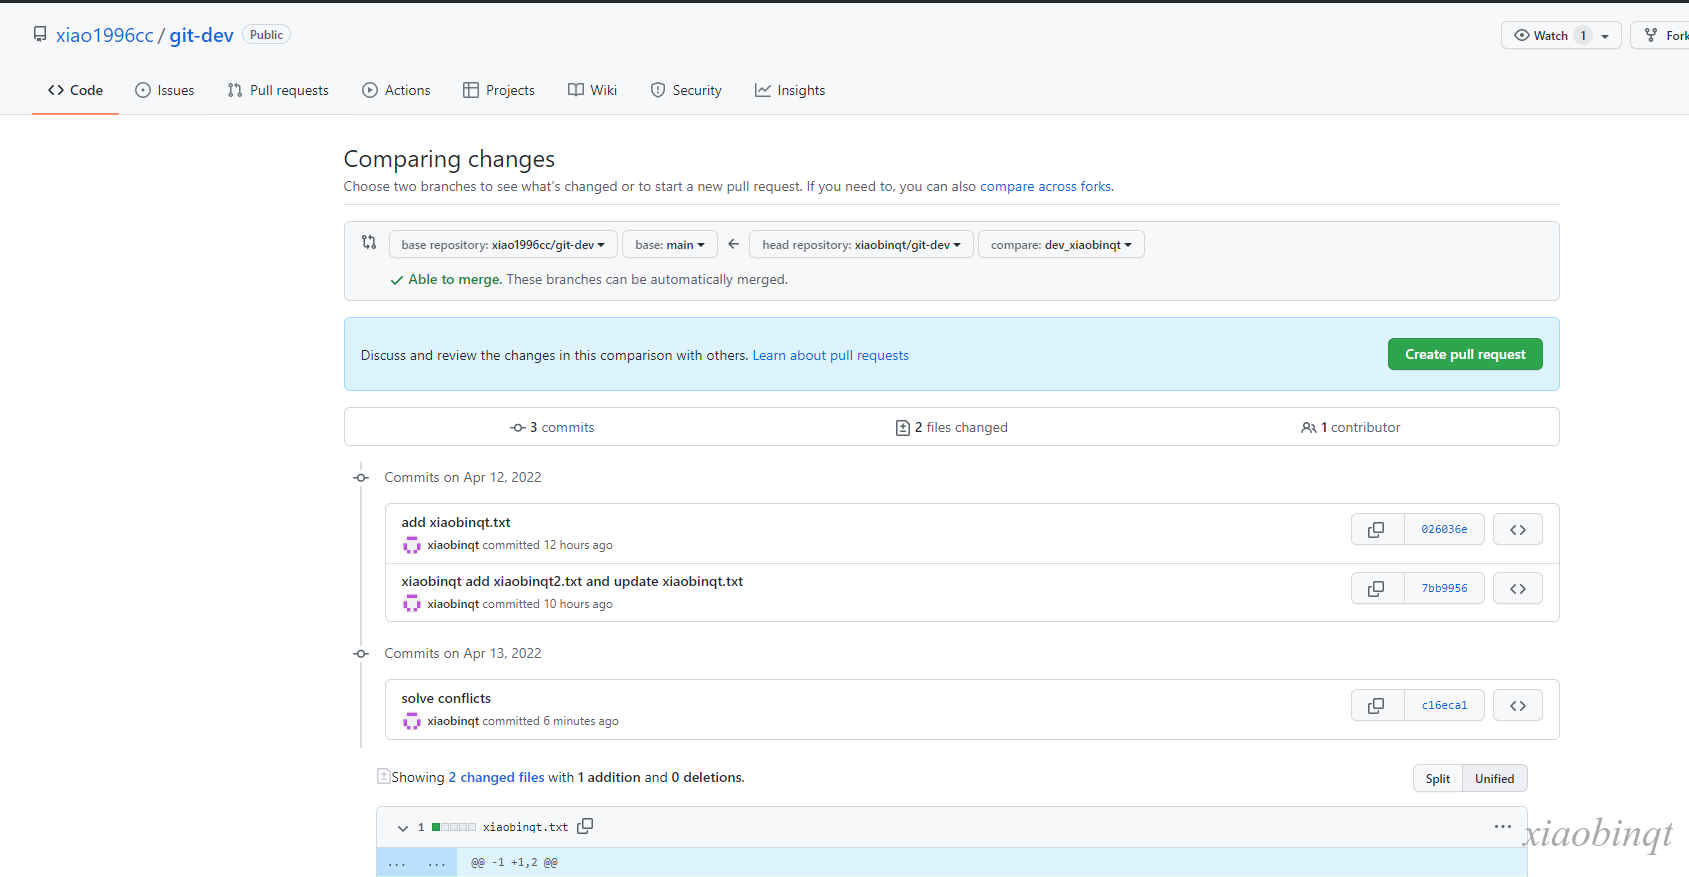 xiao1996cc / git-dev Public
Watch 1 Fork
Code Issues Pull requests Actions Projects Wiki Security Insights
Comparing changes
Choose two branches to see what's changed or to start a new pull request. If you need to, you can also compare across forks.
base repository: xiao1996cc/git-dev base: main ← head repository: xiaobinqt/git-dev compare: dev_xiaobinqt
Able to merge. These branches can be automatically merged.
Discuss and review the changes in this comparison with others. Learn about pull requests Create pull request
3 commits 2 files changed 1 contributor
Commits on Apr 12, 2022
add xiaobinqt.txt
xiaobinqt committed 12 hours ago
026036e
xiaobinqt add xiaobinqt2.txt and update xiaobinqt.txt
xiaobinqt committed 10 hours ago
7bb9956
Commits on Apr 13, 2022
solve conflicts
xiaobinqt committed 6 minutes ago
c16eca1
Showing 2 changed files with 1 addition and 0 deletions.
Split Unified
1 xiaobinqt.txt ...
... ... @@ -1 +1,2 @@
xiaobinqt